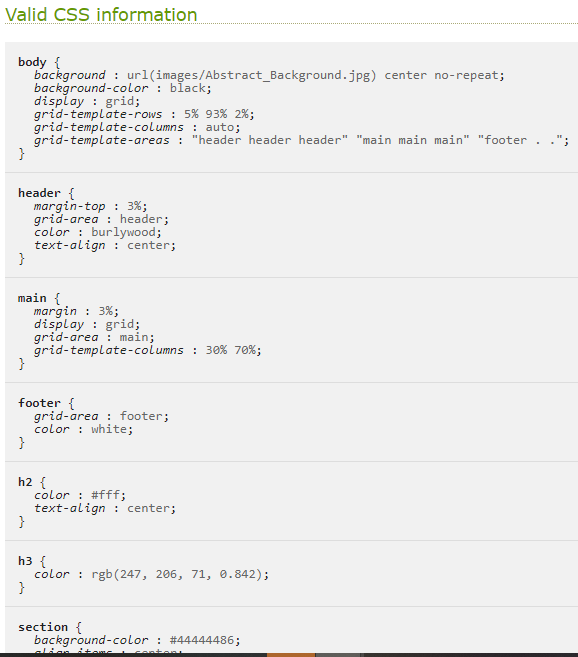 Valid CSS information
body {
background : url(images/Abstract_Background.jpg) center no-repeat;
background-color : black;
display : grid;
grid-template-rows : 5% 93% 2%;
grid-template-columns : auto;
grid-template-areas : "header header header" "main main main" "footer . .";
}
header {
margin-top : 3%;
grid-area : header;
color : burlywood;
text-align : center;
}
main {
margin : 3%;
display : grid;
grid-area : main;
grid-template-columns : 30% 70%;
}
footer {
grid-area : footer;
color : white;
}
h2 {
color : #fff;
text-align : center;
}
h3 {
color : rgb(247, 206, 71, 0.842);
}
section {
background-color : #44444486;
align-items : center;